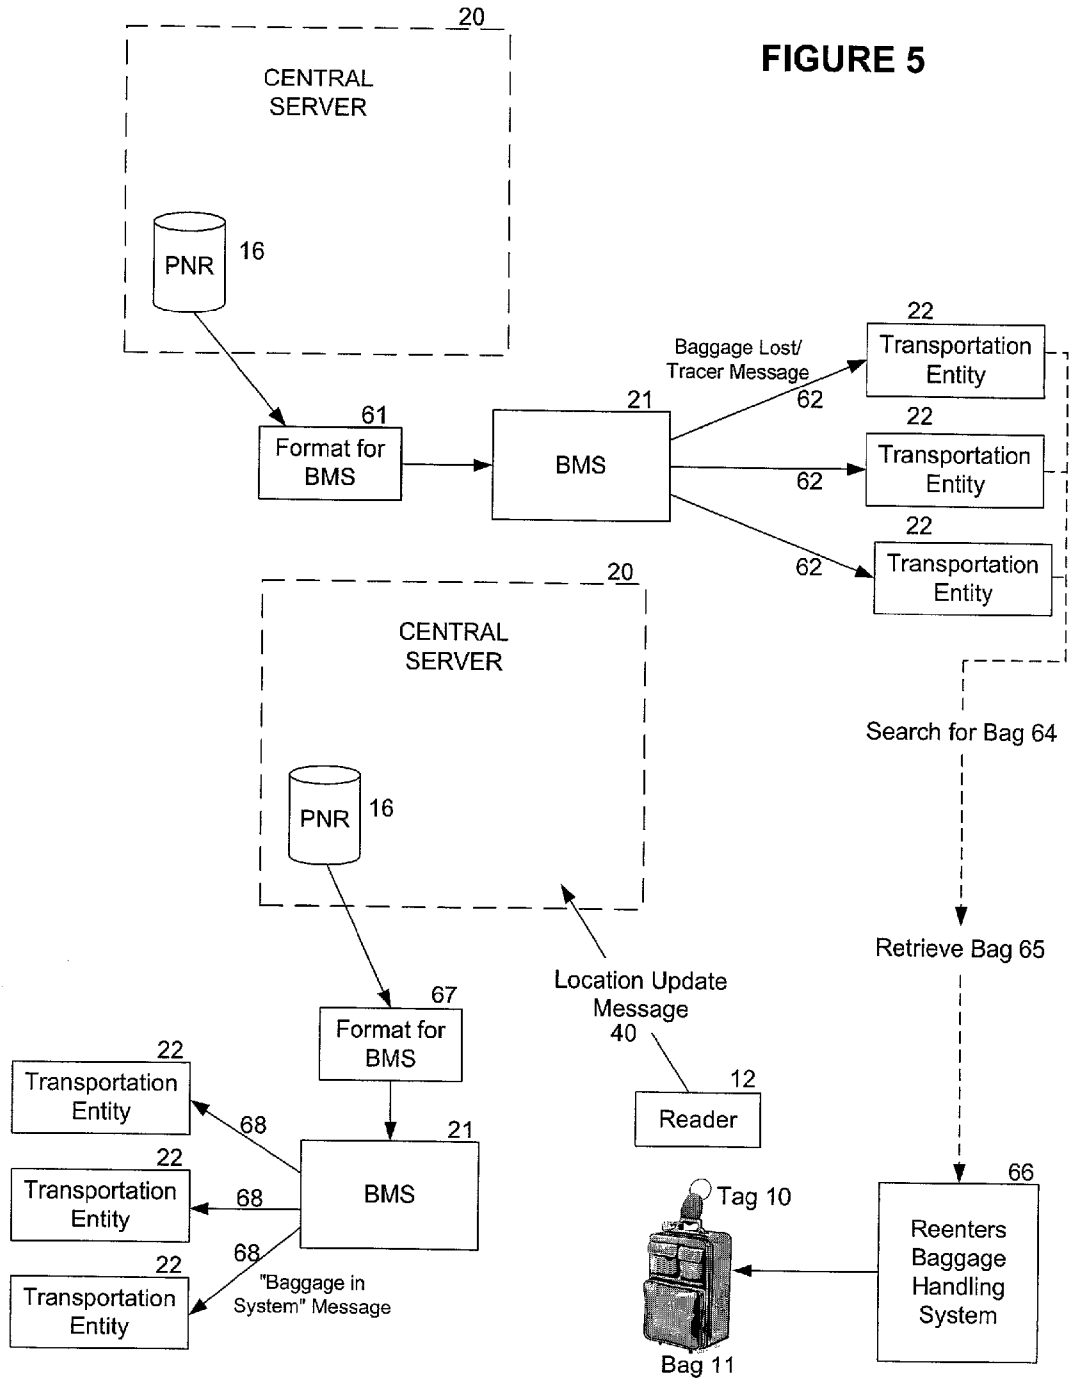 20
FIGURE 5
CENTRAL
SERVER
PNR
16
22
Transportation
Entity
Baggage Lost/
Tracer Message
62
61
Format for
BMS
21
BMS
22
Transportation
Entity
62
22
Transportation
Entity
62
20
CENTRAL
SERVER
Search for Bag 64
PNR
16
Retrieve Bag 65
Location Update
Message
40
67
Format for
BMS
22
Transportation
Entity
68
12
Reader
21
BMS
22
Transportation
Entity
68
66
Reenters
Baggage
Handling
System
Tag 10
68
22
Transportation
Entity
"Baggage in
System" Message
Bag 11